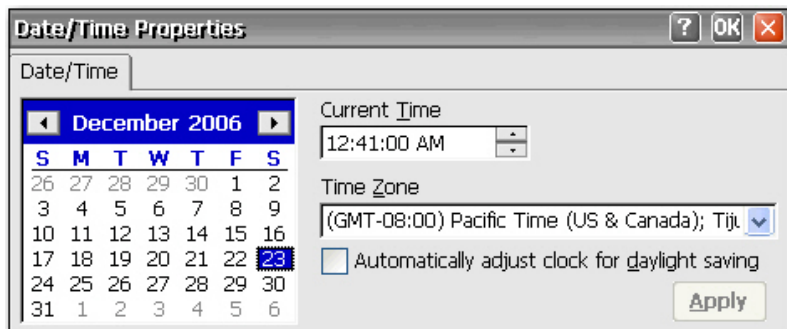 Date/Time Properties ? OK
Date/Time
December 2006
S M T W T F S
26 27 28 29 30 1 2
3 4 5 6 7 8 9
10 11 12 13 14 15 16
17 18 19 20 21 22 23
24 25 26 27 28 29 30
31 1 2 3 4 5 6
Current Time
12:41:00 AM
Time Zone
(GMT-08:00) Pacific Time (US & Canada);
Automatically adjust clock for daylight saving
Apply